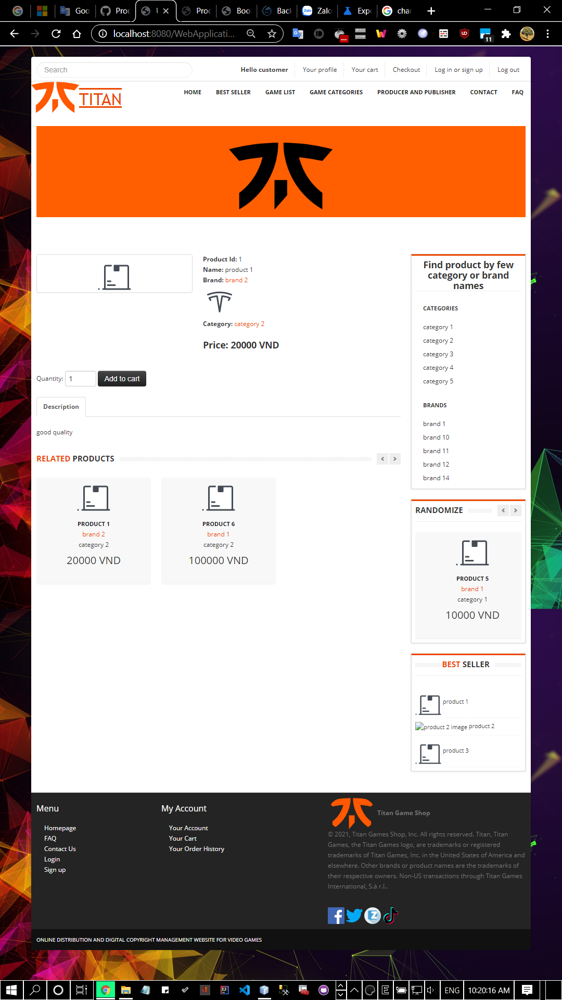 Goo
Proc
U
Proc
Boo
Back
Zalo
Zalo
Expe
char
localhost:8080/WebApplicati...
11
Search
Hello customer
Your profile
Your cart
Checkout
Log in or sign up
Log out
TITAN
HOME
BEST SELLER
GAME LIST
GAME CATEGORIES
PRODUCER AND PUBLISHER
CONTACT
FAQ
Product Id: 1
Name: product 1
Brand: brand 2
Category: category 2
Price: 20000 VND
Quantity: 1
Add to cart
Description
good quality
RELATED PRODUCTS
PRODUCT 1
brand 2
category 2
20000 VND
PRODUCT 6
brand 1
category 2
100000 VND
Find product by few
category or brand
names
CATEGORIES
category 1
category 2
category 3
category 4
category 5
BRANDS
brand 1
brand 10
brand 11
brand 12
brand 14
RANDOMIZE
PRODUCT 5
brand 1
category 1
10000 VND
BEST SELLER
product 1
product 2 image product 2
product 3
Menu
Homepage
FAQ
Contact Us
Login
Sign up
My Account
Your Account
Your Cart
Your Order History
Titan Game Shop
© 2021, Titan Games Shop, Inc. All rights reserved. Titan, Titan
Games, the Titan Games logo, are trademarks or registered
trademarks of Titan Games, Inc. in the United States of America and
elsewhere. Other brands or product names are the trademarks of
their respective owners. Non-US transactions through Titan Games
International, S.à r.l..
ONLINE DISTRIBUTION AND DIGITAL COPYRIGHT MANAGEMENT WEBSITE FOR VIDEO GAMES
ENG
10:20:16 AM